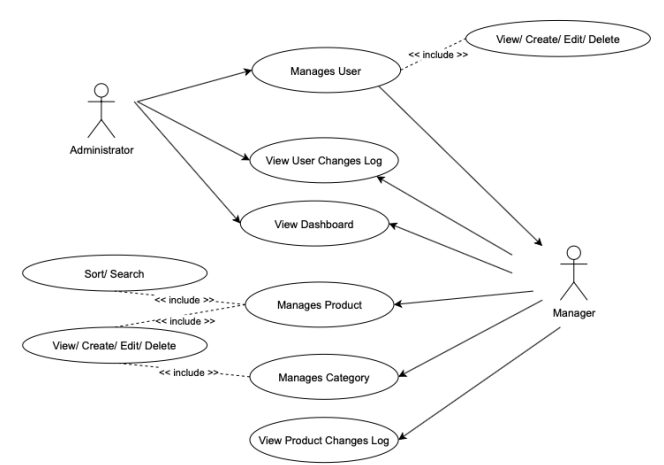 View/ Create/ Edit/ Delete
<< include >>
Manages User
Administrator
View User Changes Log
View Dashboard
Sort/ Search
<< include >>
Manages Product
Manager
<< include >>
View/ Create/ Edit/ Delete
<< include >>
Manages Category
View Product Changes Log